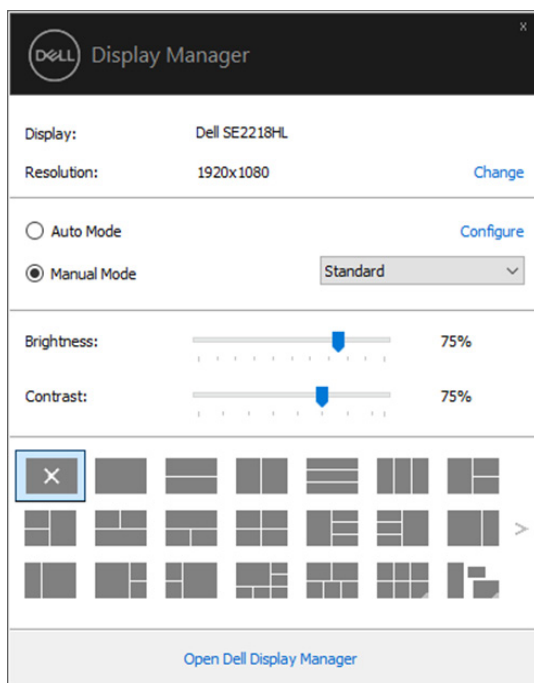 x
DELL Display Manager
Display: Dell SE2218HL
Resolution: 1920x1080 Change
Auto Mode Configure
Manual Mode Standard
Brightness: 75%
Contrast: 75%
Open Dell Display Manager